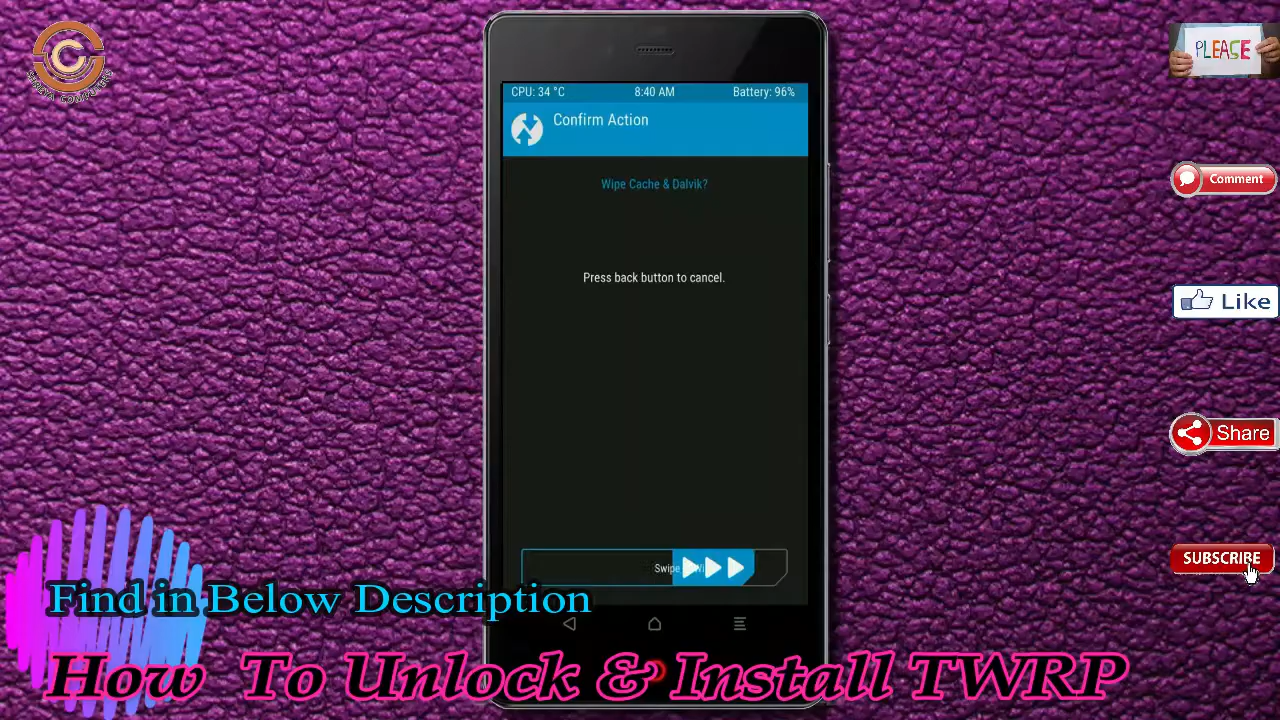 PLEASE
CPU: 34 °C
8:40 AM
Battery: 96%
Confirm Action
Wipe Cache & Dalvik?
Comment
Press back button to cancel.
Like
Share
Swipe
SUBSCRIBE
Find in Below Description
How To Unlock & Install TWRP